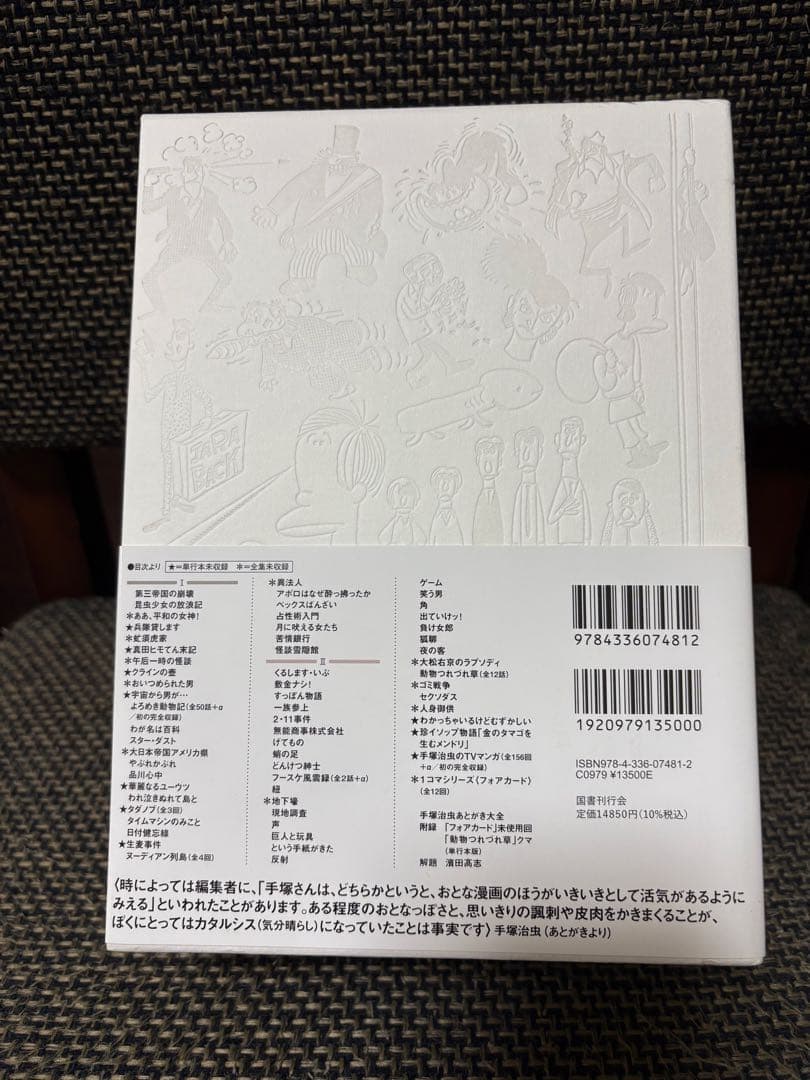 JAPA
BACK
●目次より ★=単行本未収録 ＊=全集未収録
I
第三帝国の崩壊
昆虫少女の放浪記
＊ああ、平和の女神!
★兵隊貸します
＊虻須虎家
★真田とモてん末記
＊午后一時の怪談
★クラインの壺
＊おいつめられた男
★宇宙から男が…
よろめき動物記(全50話+α
／初の完全収録)
わが名は百科
スター・ダスト
＊大日本帝国アメリカ県
やぶれかぶれ
品川心中
★華麗なるユーウツ
われ泣きぬれて島と
★タダノブ(全3回)
タイムマシンのみこと
日付健忘線
★生麦事件
ヌーディアン列島(全4回)
＊異法人
アポロはなぜ酔っ拂ったか
ペックスばんざい
占性術入門
月に吠える女たち
苦情銀行
怪談雪隠館
II
くるします・いぶ
敷金ナシ!
すっぽん物語
一族参上
2・11事件
無能商事株式会社
げてもの
蛸の足
どんけつ紳士
フースケ風雲録(全2話+α)
紐
＊地下壕
現地調査
声
巨人と玩具
という手紙がきた
反射
ゲーム
笑う男
角
出ていけッ!
負け女郎
狐聊
夜の客
＊大松右京のラプソディ
動物つれづれ草(全12話)
＊ゴミ戦争
セクソダス
＊人身御供
★わかっちゃいるけどむずかしい
★珍イソップ物語「金のタマゴを
生むメンドリ」
★手塚治虫のTVマンガ(全156回
+α／初の完全収録)
＊1コマシリーズ〈フォアカード〉
(全12回)
手塚治虫あとがき大全
附録 「フォアカード」未使用回
「動物つれづれ草」クマ
(単行本版)
解題 濱田高志
9784336074812
1920979135000
ISBN978-4-336-07481-2
C0979 ¥13500E
国書刊行会
定価14850円(10%税込)
〈時によっては編集者に、「手塚さんは、どちらかというと、おとな漫画のほうがいきいきとして活気があるように
みえる」といわれたことがあります。ある程度のおとなっぽさと、思いきりの諷刺や皮肉をかきまくることが、
ぼくにとってはカタルシス(気分晴らし)になっていたことは事実です〉手塚治虫(あとがきより)